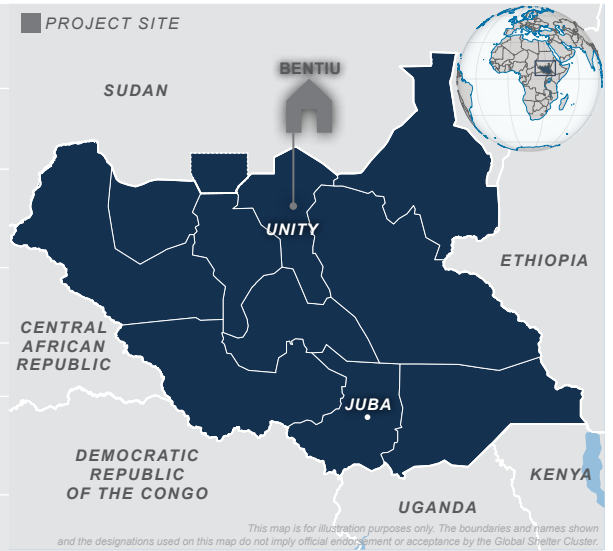 PROJECT SITE
BENTIU
SUDAN
UNITY
ETHIOPIA
CENTRAL
AFRICAN
REPUBLIC
JUBA
DEMOCRATIC
REPUBLIC
OF THE CONGO
KENYA
UGANDA
This map is for illustration purposes only. The boundaries and names shown
and the designations used on this map do not imply official endorsement or acceptance by the Global Shelter Cluster.